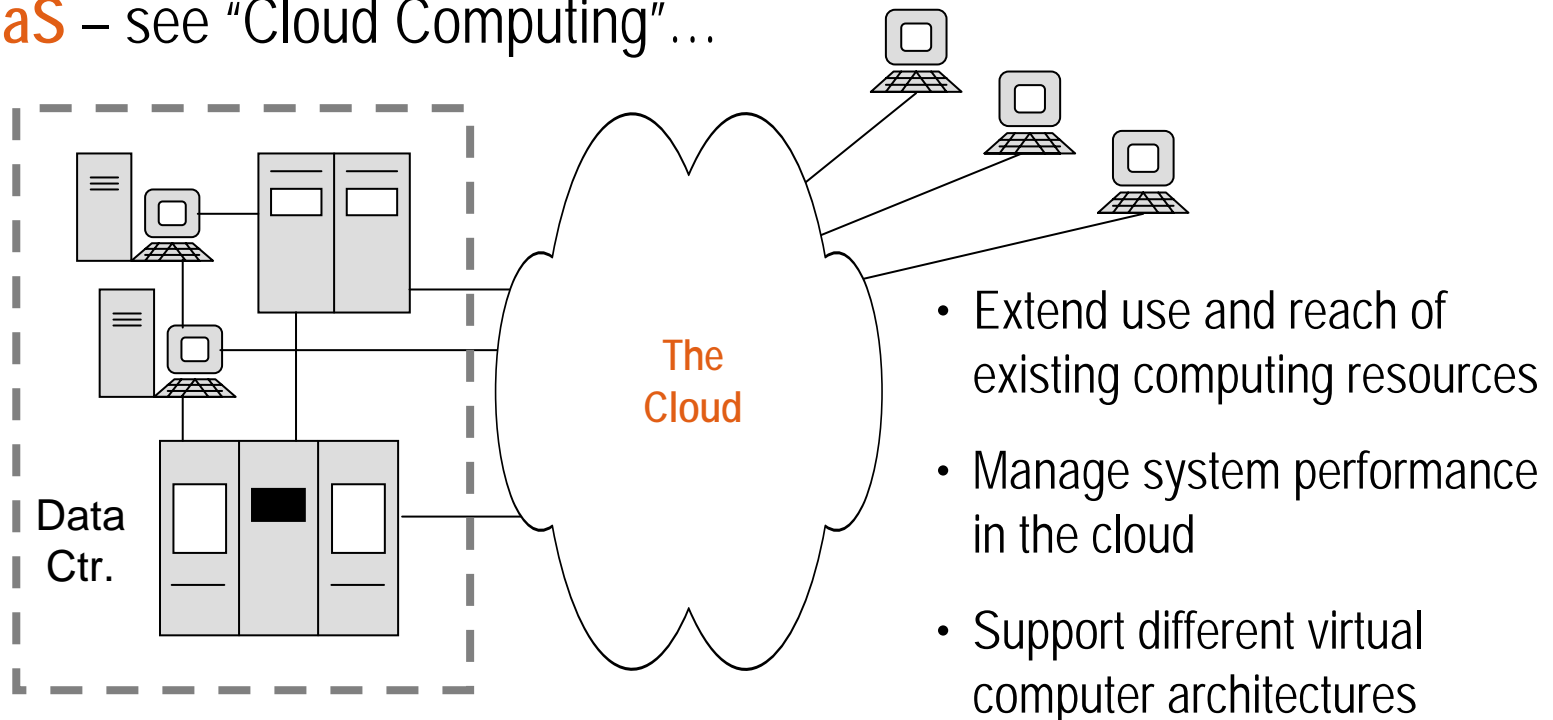 aS – see "Cloud Computing"…
The
Cloud
Data
Ctr.
• Extend use and reach of
existing computing resources
• Manage system performance
in the cloud
• Support different virtual
computer architectures